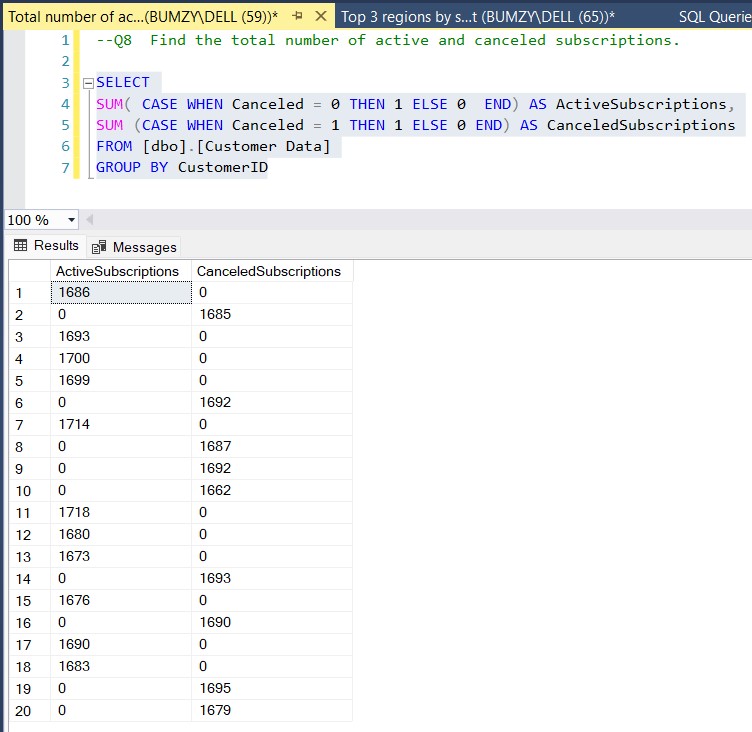 Total number of ac...(BUMZY\DELL (59))* Top 3 regions by s...t (BUMZY\DELL (65))* SQL Querie
1 --Q8  Find the total number of active and canceled subscriptions.
2
3 SELECT
4 SUM( CASE WHEN Canceled = 0 THEN 1 ELSE 0  END) AS ActiveSubscriptions,
5 SUM (CASE WHEN Canceled = 1 THEN 1 ELSE 0 END) AS CanceledSubscriptions
6 FROM [dbo].[Customer Data]
7 GROUP BY CustomerID
100 %
Results Messages
ActiveSubscriptions CanceledSubscriptions
1 1686 0
2 0 1685
3 1693 0
4 1700 0
5 1699 0
6 0 1692
7 1714 0
8 0 1687
9 0 1692
10 0 1662
11 1718 0
12 1680 0
13 1673 0
14 0 1693
15 1676 0
16 0 1690
17 1690 0
18 1683 0
19 0 1695
20 0 1679